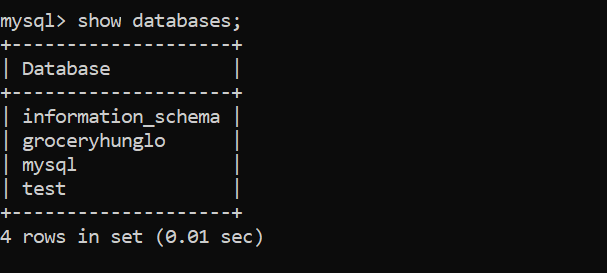 mysql> show databases;
+--------------------+
| Database           |
+--------------------+
| information_schema |
| groceryhunglo      |
| mysql              |
| test               |
+--------------------+
4 rows in set (0.01 sec)